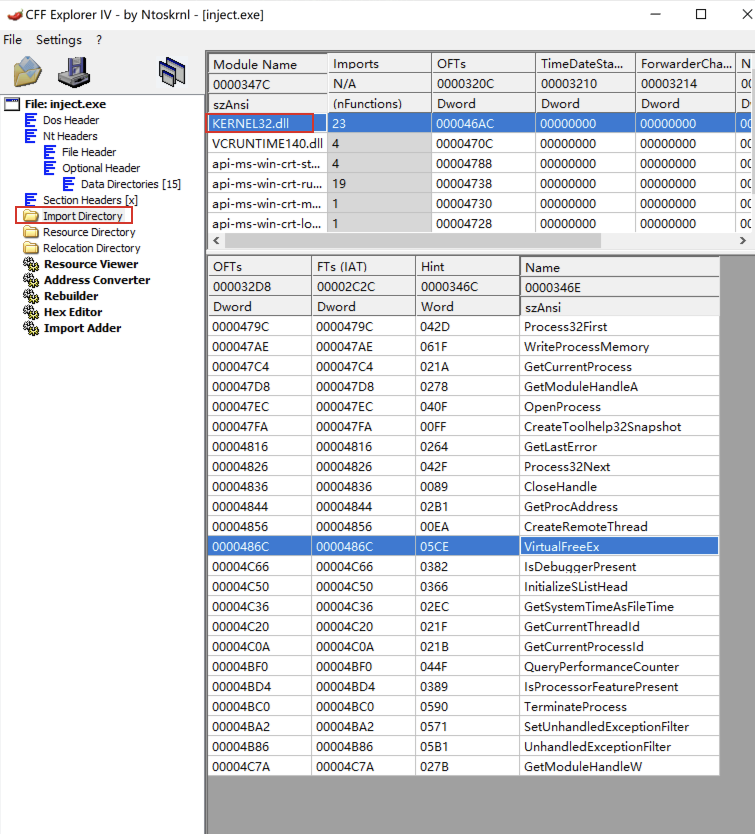 CFF Explorer IV - by Ntoskrnl - [inject.exe]
File Settings ?
File: inject.exe
Dos Header
Nt Headers
File Header
Optional Header
Data Directories [15]
Section Headers [x]
Import Directory
Resource Directory
Relocation Directory
Resource Viewer
Address Converter
Rebuilder
Hex Editor
Import Adder
Module Name Imports OFTs TimeDateSta... ForwarderCha... N
0000347C N/A 0000320C 00003210 00003214 00
szAnsi (nFunctions) Dword Dword Dword D
KERNEL32.dll 23 000046AC 00000000 00000000 00
VCRUNTIME140.dll 4 0000470C 00000000 00000000 00
api-ms-win-crt-st... 4 00004788 00000000 00000000 00
api-ms-win-crt-ru... 19 00004738 00000000 00000000 00
api-ms-win-crt-m... 1 00004730 00000000 00000000 00
api-ms-win-crt-lo... 1 00004728 00000000 00000000 00
OFTs FTs (IAT) Hint Name
000032D8 00002C2C 0000346C 0000346E
Dword Dword Word szAnsi
0000479C 0000479C 042D Process32First
000047AE 000047AE 061F WriteProcessMemory
000047C4 000047C4 021A GetCurrentProcess
000047D8 000047D8 0278 GetModuleHandleA
000047EC 000047EC 040F OpenProcess
000047FA 000047FA 00FF CreateToolhelp32Snapshot
00004816 00004816 0264 GetLastError
00004826 00004826 042F Process32Next
00004836 00004836 0089 CloseHandle
00004844 00004844 02B1 GetProcAddress
00004856 00004856 00EA CreateRemoteThread
0000486C 0000486C 05CE VirtualFreeEx
00004C66 00004C66 0382 IsDebuggerPresent
00004C50 00004C50 0366 InitializeSListHead
00004C36 00004C36 02EC GetSystemTimeAsFileTime
00004C20 00004C20 021F GetCurrentThreadId
00004C0A 00004C0A 021B GetCurrentProcessId
00004BF0 00004BF0 044F QueryPerformanceCounter
00004BD4 00004BD4 0389 IsProcessorFeaturePresent
00004BC0 00004BC0 0590 TerminateProcess
00004BA2 00004BA2 0571 SetUnhandledExceptionFilter
00004B86 00004B86 05B1 UnhandledExceptionFilter
00004C7A 00004C7A 027B GetModuleHandleW